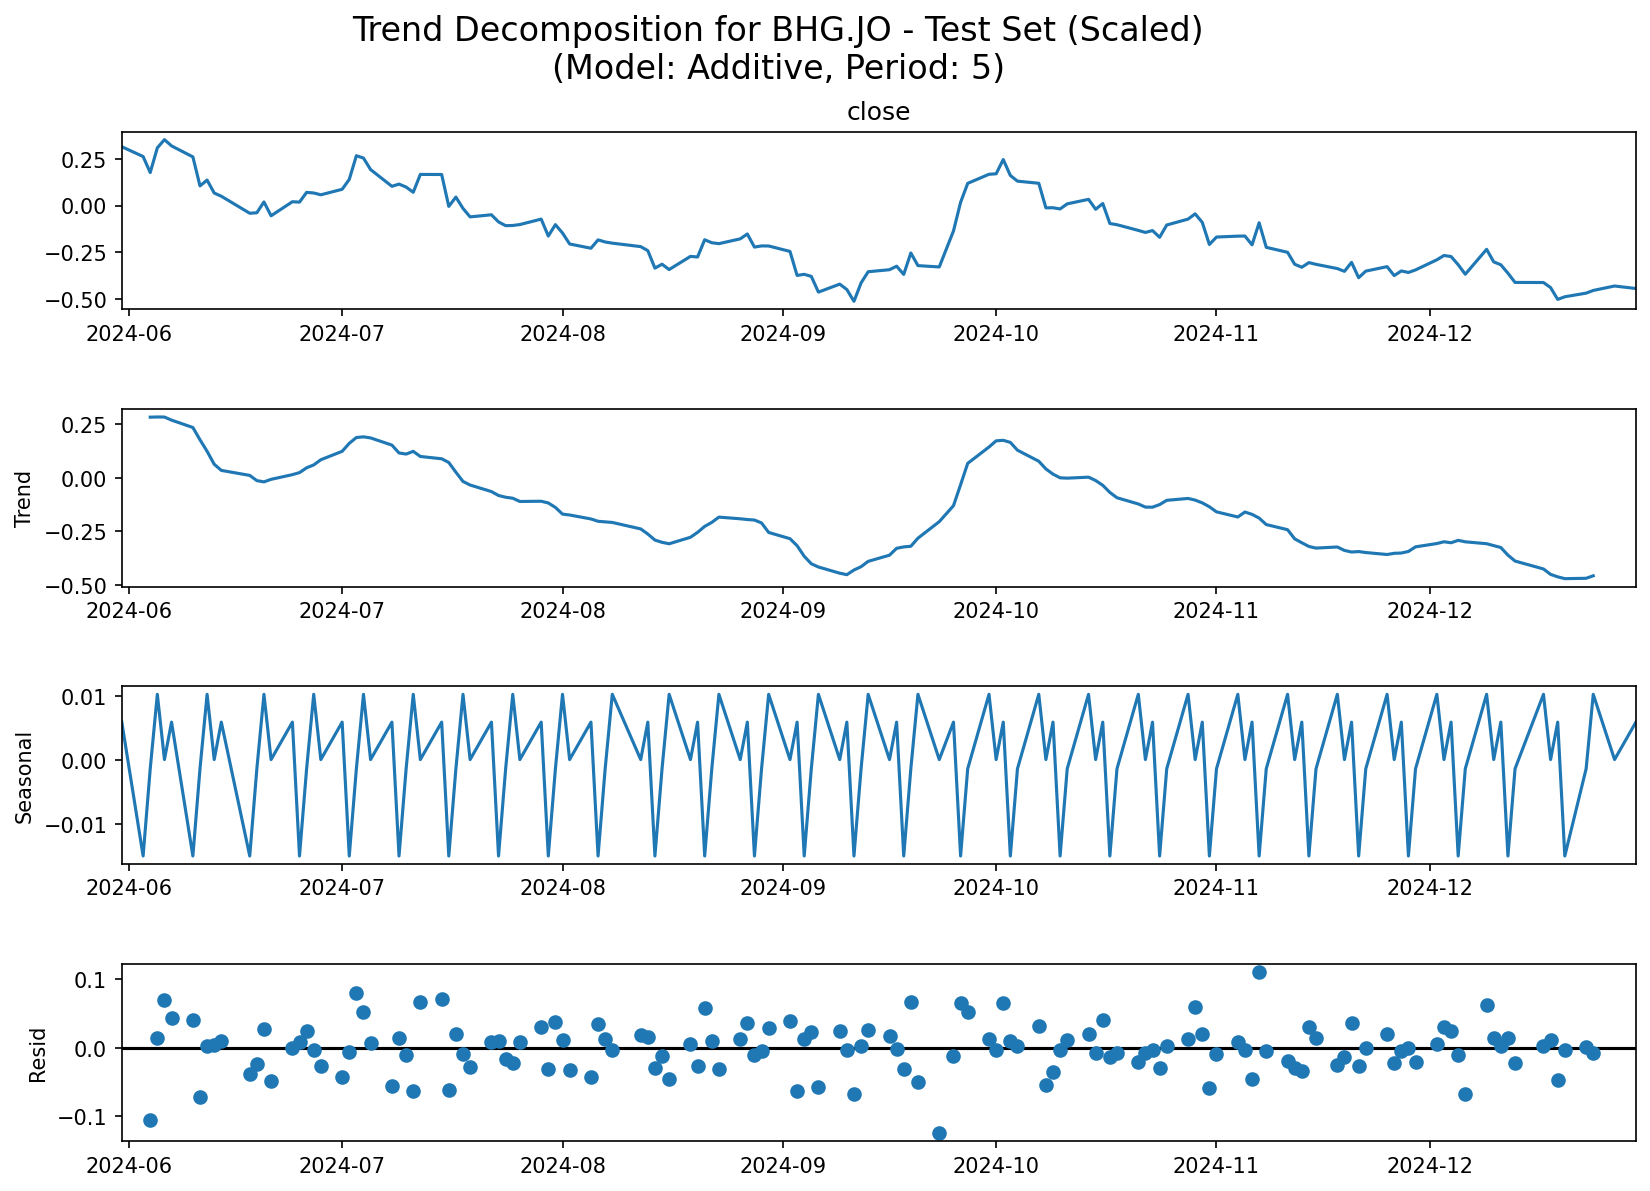 Trend Decomposition for BHG.JO - Test Set (Scaled)
(Model: Additive, Period: 5)
close
0.25
0.00
−0.25
−0.50
2024-06 2024-07 2024-08 2024-09 2024-10 2024-11 2024-12
Trend
0.25
0.00
−0.25
−0.50
2024-06 2024-07 2024-08 2024-09 2024-10 2024-11 2024-12
Seasonal
0.01
0.00
−0.01
2024-06 2024-07 2024-08 2024-09 2024-10 2024-11 2024-12
Resid
0.1
0.0
−0.1
2024-06 2024-07 2024-08 2024-09 2024-10 2024-11 2024-12